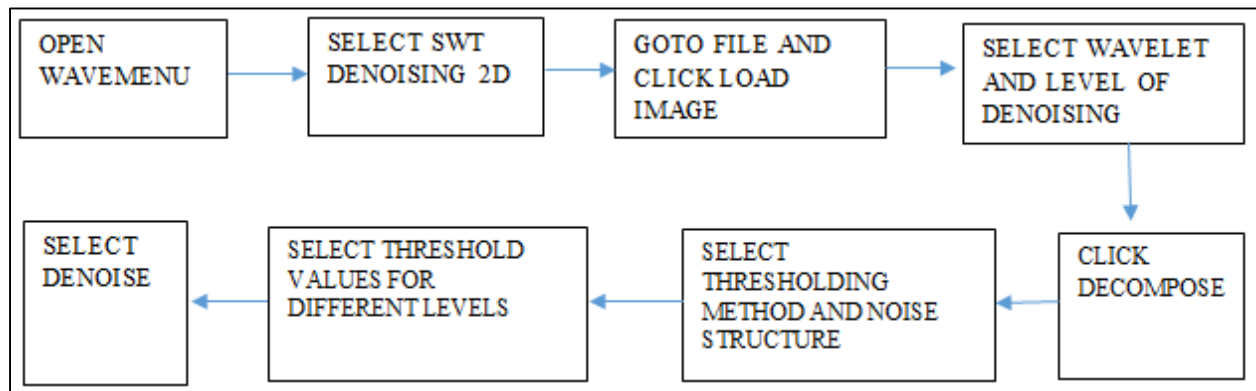 OPEN
WAVEMENU
SELECT SWT
DENOISING 2D
GOTO FILE AND
CLICK LOAD
IMAGE
SELECT WAVELET
AND LEVEL OF
DENOISING
CLICK
DECOMPOSE
SELECT
THRESHOLDING
METHOD AND NOISE
STRUCTURE
SELECT THRESHOLD
VALUES FOR
DIFFERENT LEVELS
SELECT
DENOISE